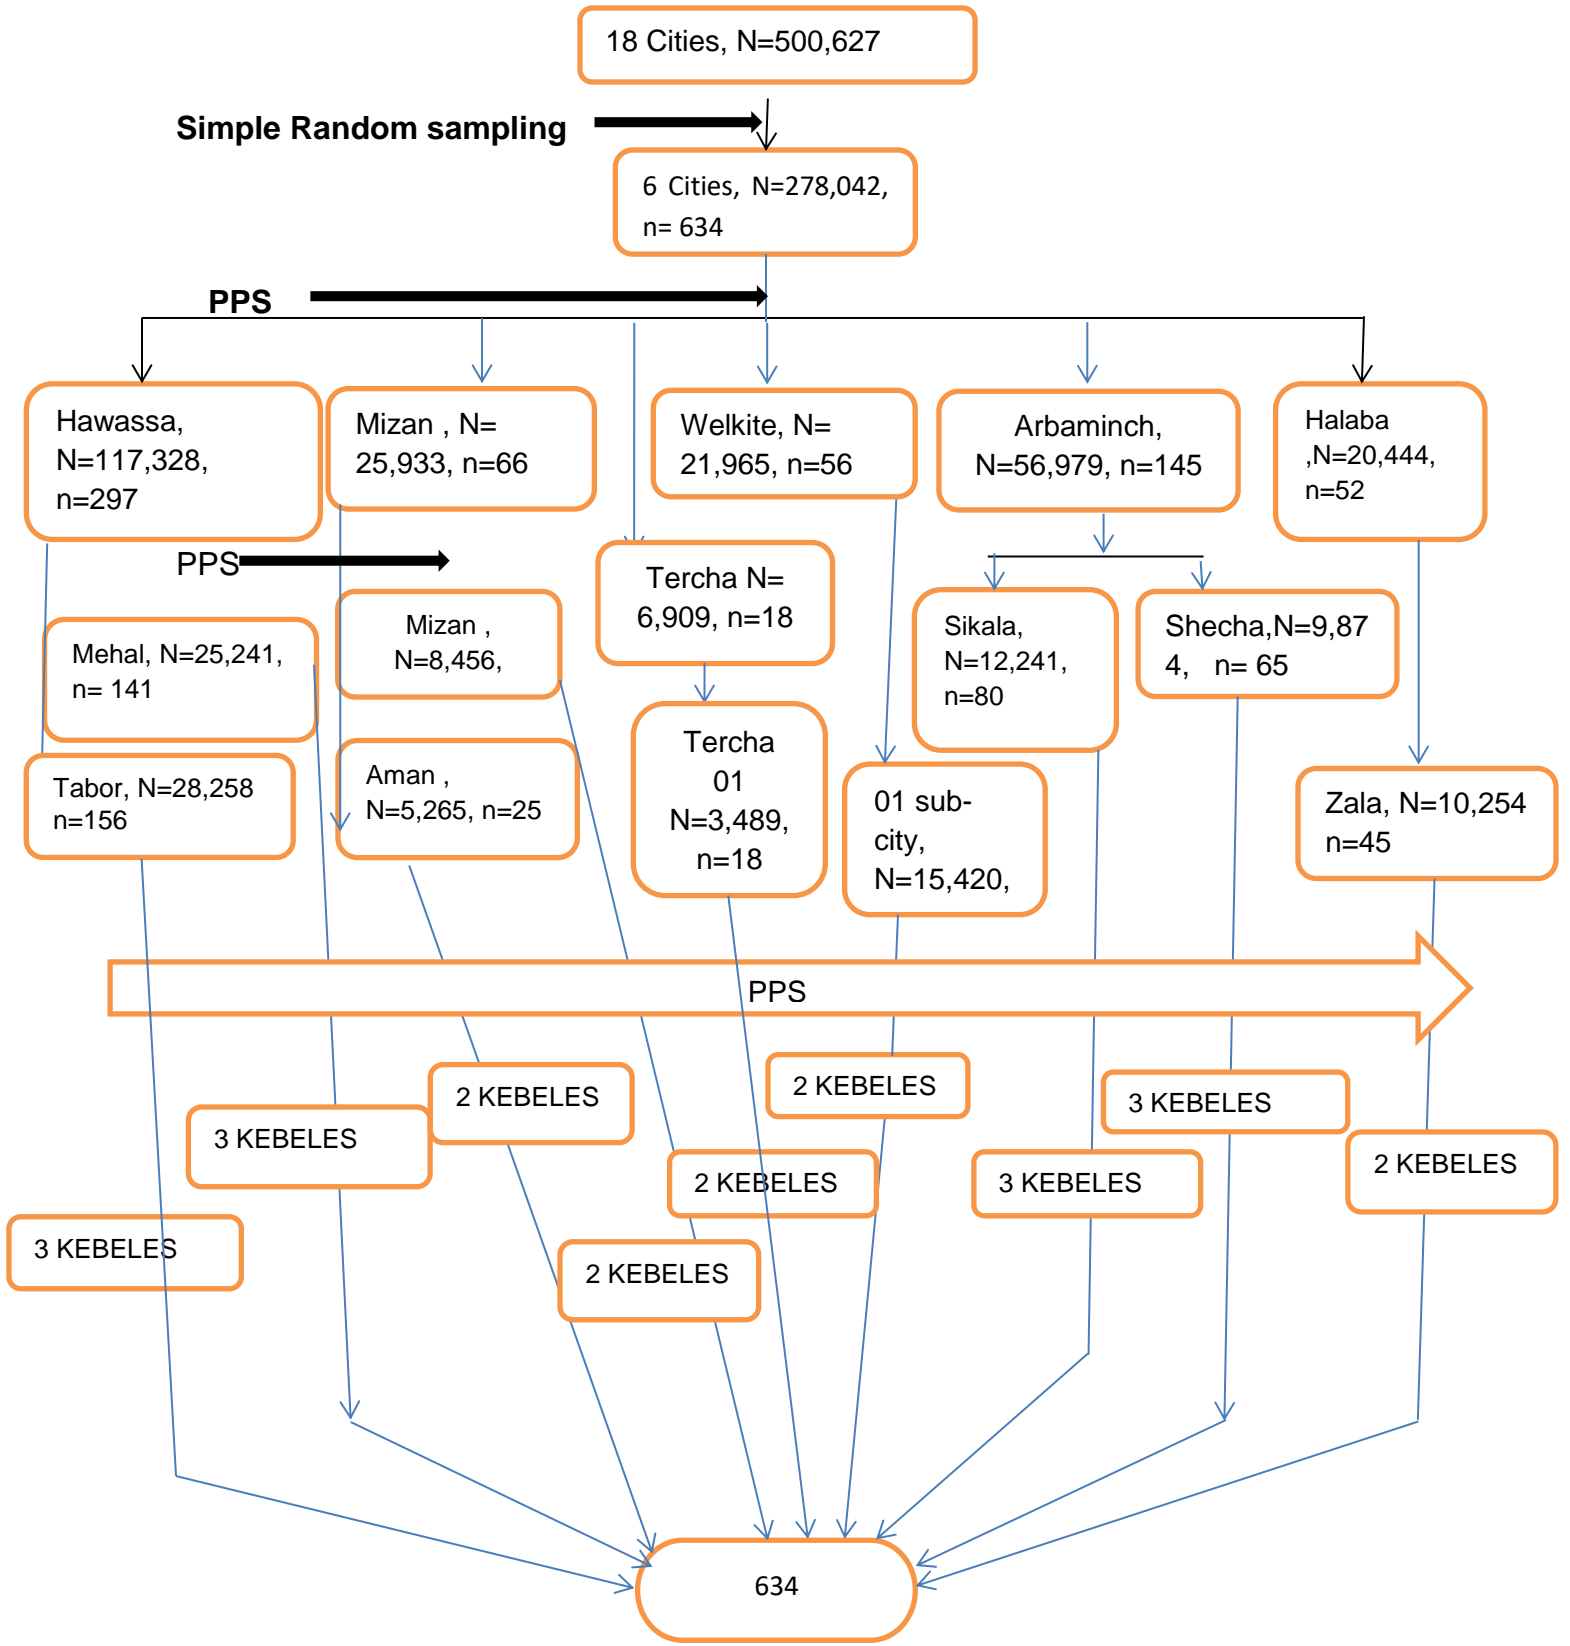 18 Cities, N=500,627
Simple Random sampling
6 Cities, N=278,042,
n= 634
PPS
Hawassa,
N=117,328,
n=297
Mizan , N=
25,933, n=66
Welkite, N=
21,965, n=56
Arbaminch,
N=56,979, n=145
Halaba
,N=20,444,
n=52
PPS
Tercha N=
6,909, n=18
Mehal, N=25,241,
n= 141
Mizan ,
N=8,456,
Sikala,
N=12,241,
n=80
Shecha,N=9,87
4, n= 65
Tabor, N=28,258
n=156
Aman ,
N=5,265, n=25
Tercha
01
N=3,489,
n=18
01 sub-
city,
N=15,420,
Zala, N=10,254
n=45
PPS
2 KEBELES
2 KEBELES
3 KEBELES
3 KEBELES
2 KEBELES
3 KEBELES
2 KEBELES
3 KEBELES
2 KEBELES
634